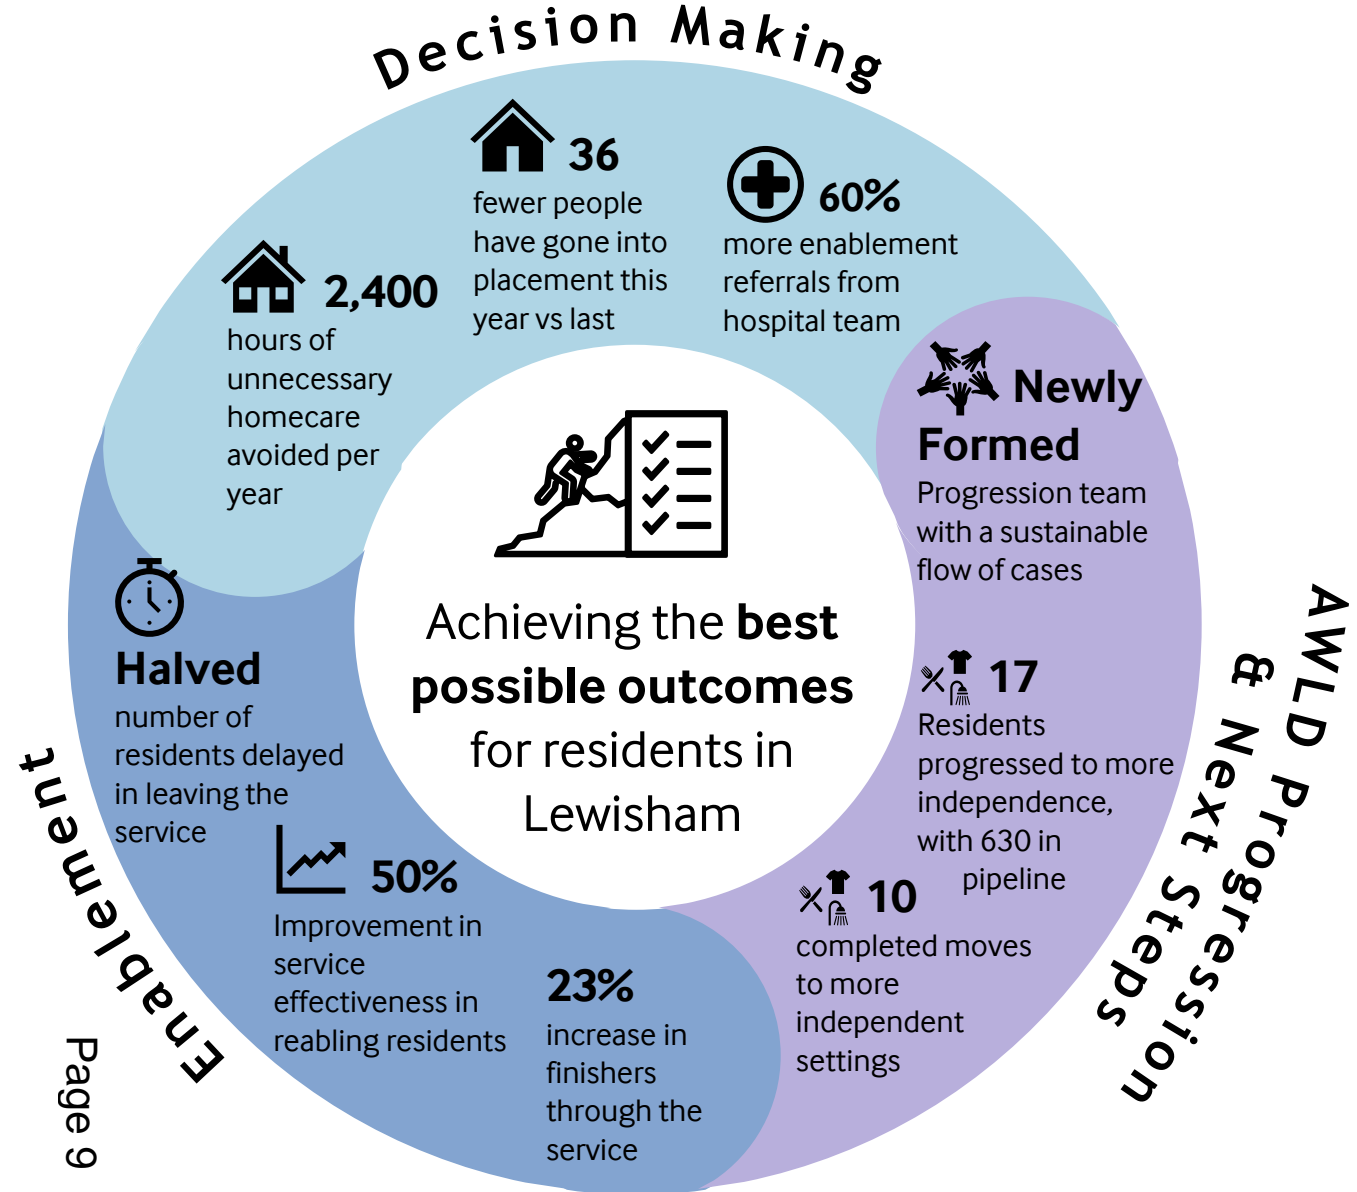 Decision Making
36
fewer people
have gone into
placement this
year vs last
60%
more enablement
referrals from
hospital team
2,400
hours of
unnecessary
homecare
avoided per
year
Newly
Formed
Progression team
with a sustainable
flow of cases
17
Residents
progressed to more
independence,
with 630 in
pipeline
10
completed moves
to more
independent
settings
AWLD Progression
& Next Steps
Achieving the best
possible outcomes
for residents in
Lewisham
Halved
number of
residents delayed
in leaving the
service
50%
Improvement in
service
effectiveness in
reabling residents
23%
increase in
finishers
through the
service
Enablement
Page 9